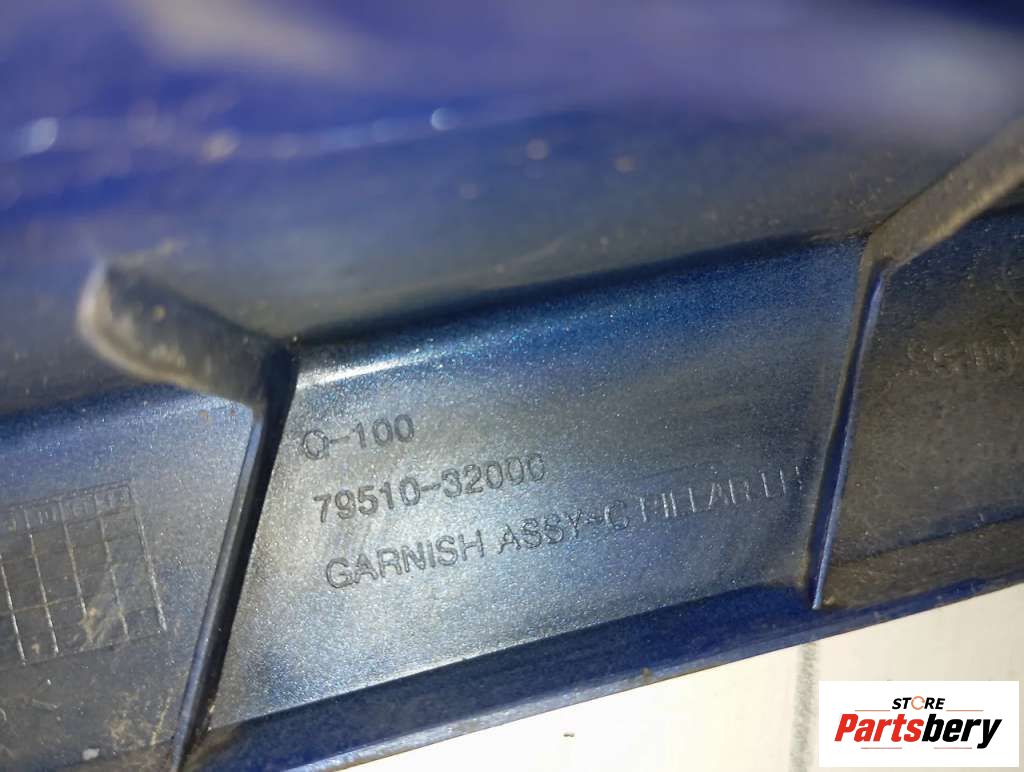 Q-100
79510-32000
GARNISH ASSY-C PILLAR.LH
STORE
Partsbery